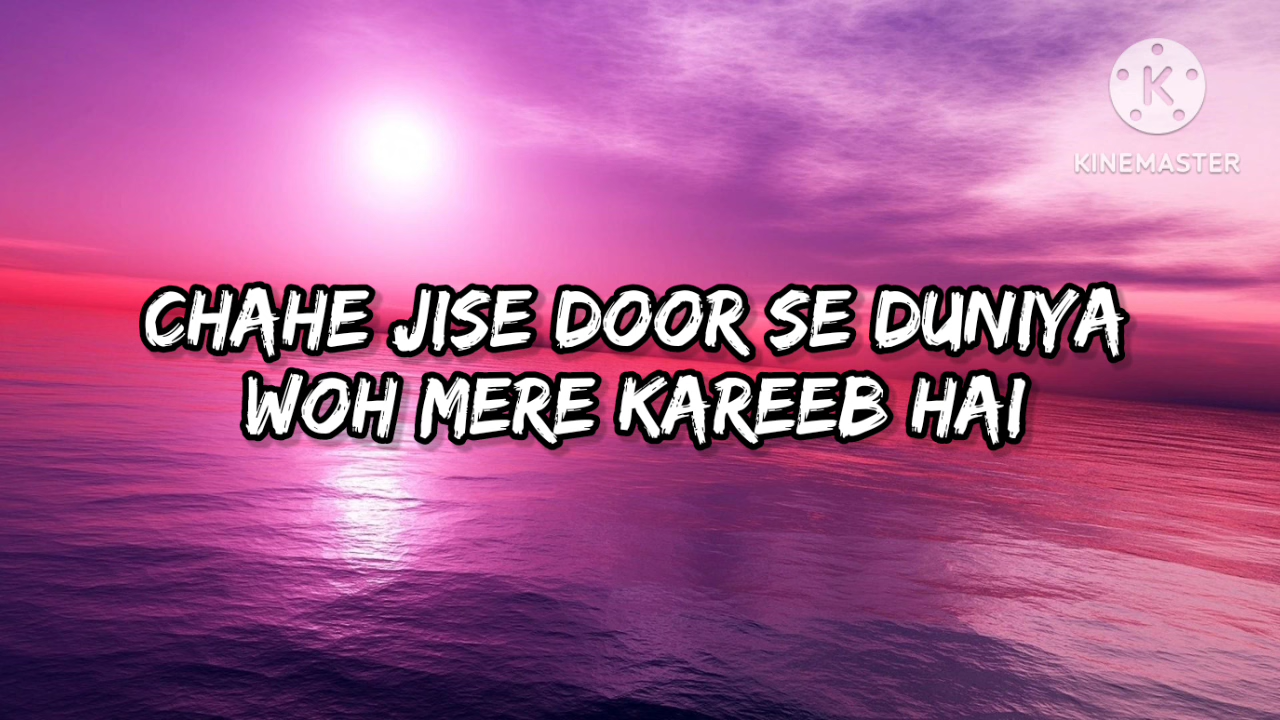 K
KINEMASTER
CHAHE JISE DOOR SE DUNIYA
WOH MERE KAREEB HAI